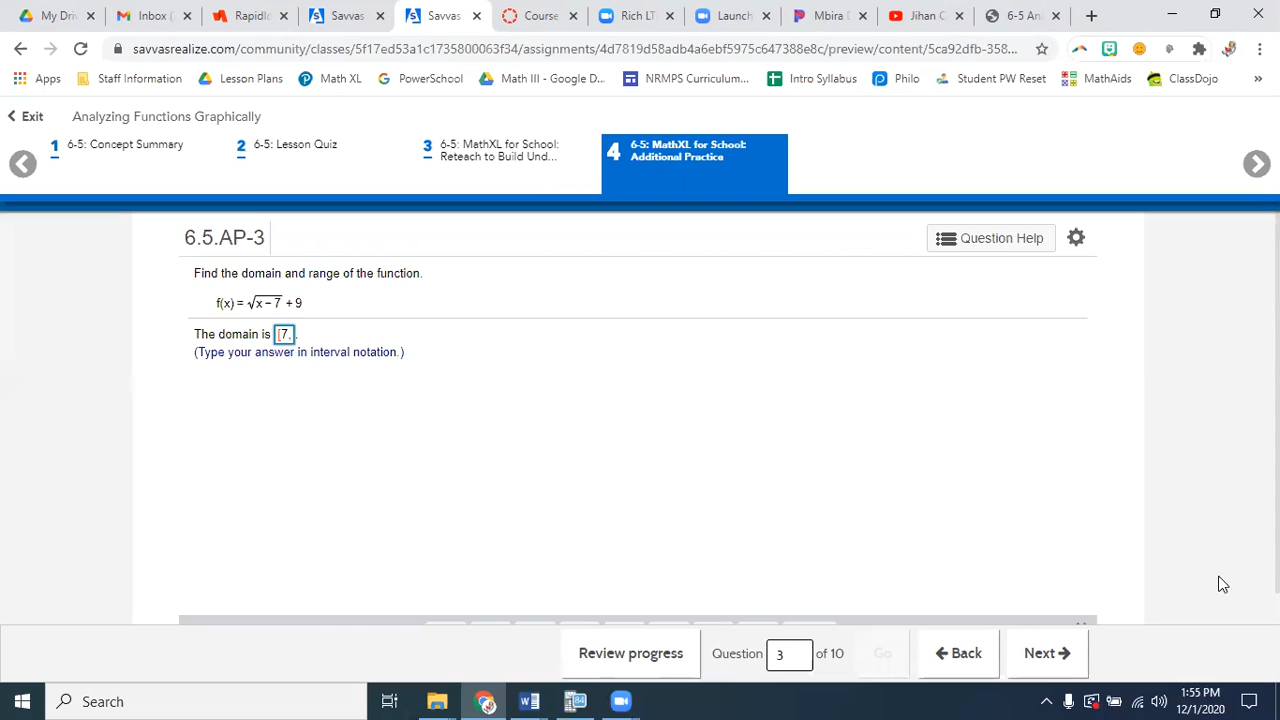 My Dri
Inbox (
RapidIo
Savvas
Savvas
Course
Rich LT
Launch
Mbira l
Jihan C
6-5 An
savvasrealize.com/community/classes/5f17ed53a1c1735800063f34/assignments/4d7819d58adb4a6ebf5975c647388e8c/preview/content/5ca92dfb-358...
Apps
Staff Information
Lesson Plans
Math XL
PowerSchool
Math III - Google D...
NRMPS Curriculum...
Intro Syllabus
Philo
Student PW Reset
MathAids
ClassDojo
»
Exit
Analyzing Functions Graphically
1 6-5: Concept Summary
2 6-5: Lesson Quiz
3 6-5: MathXL for School:
Reteach to Build Und...
4 6-5: MathXL for School:
Additional Practice
6.5.AP-3
Question Help
Find the domain and range of the function.
f(x) = √x − 7 + 9
The domain is [7, .
(Type your answer in interval notation.)
Review progress
Question 3 of 10
Go
Back
Next
Search
1:55 PM
12/1/2020